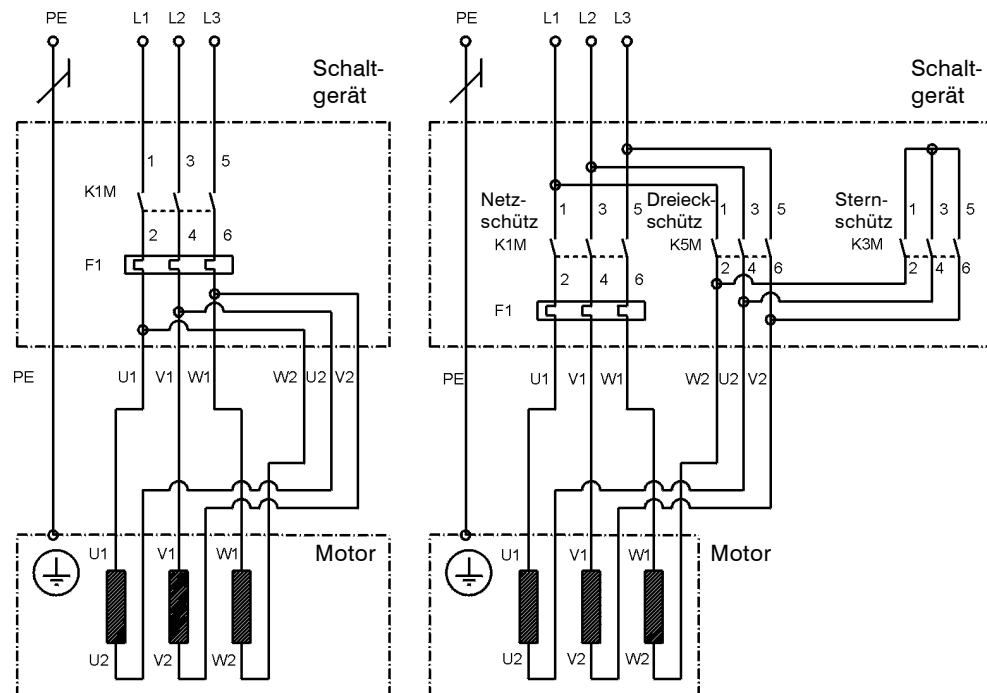 PE L1 L2 L3
Schalt-
gerät
1 3 5
K1M
2 4 6
F1
PE U1 V1 W1 W2 U2 V2
Motor
U1 V1 W1
U2 V2 W2
PE L1 L2 L3
Schalt-
gerät
Netz-
schütz
K1M
1 3 5
2 4 6
Dreieck-
schütz
K5M
1 3 5
2 4 6
Stern-
schütz
K3M
1 3 5
2 4 6
F1
PE U1 V1 W1 W2 U2 V2
Motor
U1 V1 W1
U2 V2 W2